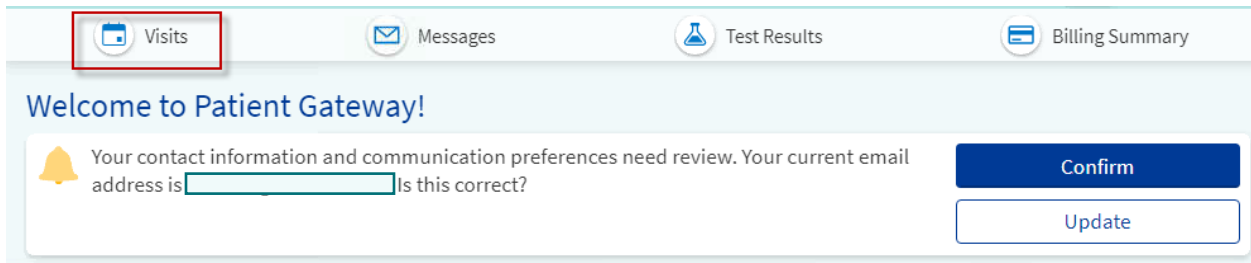 Visits
Messages
Test Results
Billing Summary
Welcome to Patient Gateway!
Your contact information and communication preferences need review. Your current email
address is Is this correct?
Confirm
Update